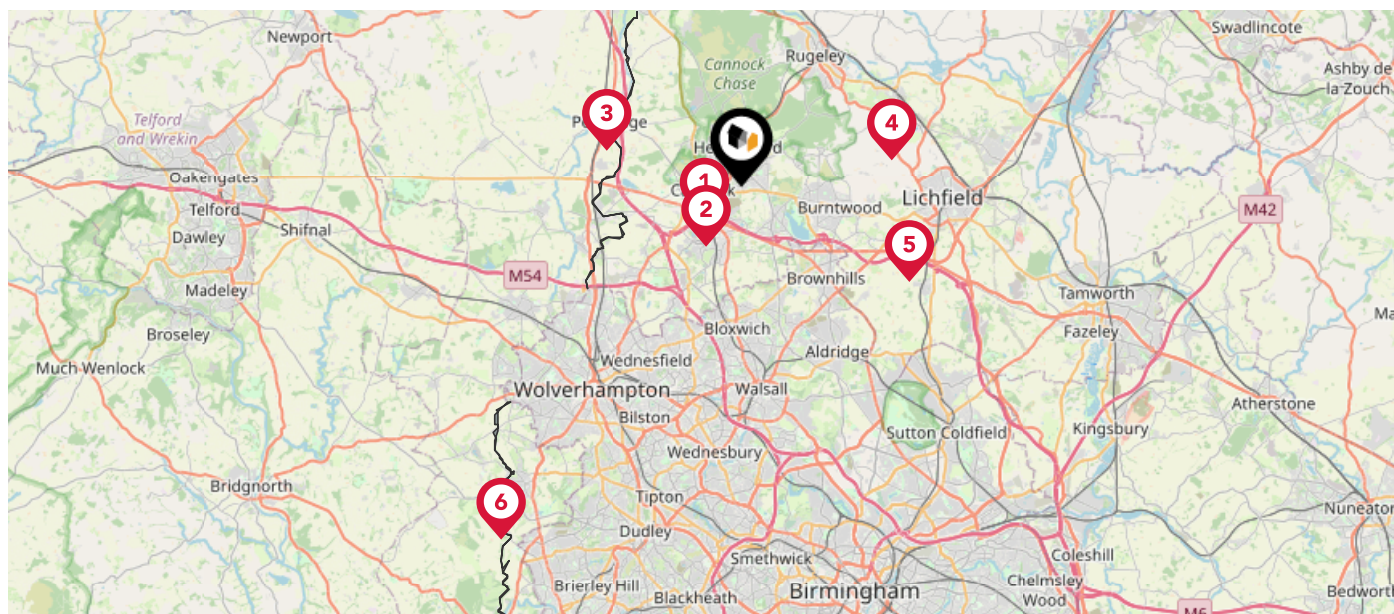 Newport
Swadlincote
Rugeley
Cannock
Chase
Ashby de
la-Zouch
3
4
Telford
and Wrekin
Oakengates
1
Lichfield
2
Burntwood
M42
Telford
Dawley
Shifnal
5
M54
Brownhills
Madeley
Tamworth
Broseley
Bloxwich
Fazeley
Aldridge
Wednesfield
Much Wenlock
Wolverhampton
Walsall
Atherstone
Bilston
Sutton Coldfield
Kingsbury
Wednesbury
Bridgnorth
6
Tipton
Dudley
Smethwick
Coleshill
Brierley Hill
Blackheath
Birmingham
Chelmsley
Wood
M6